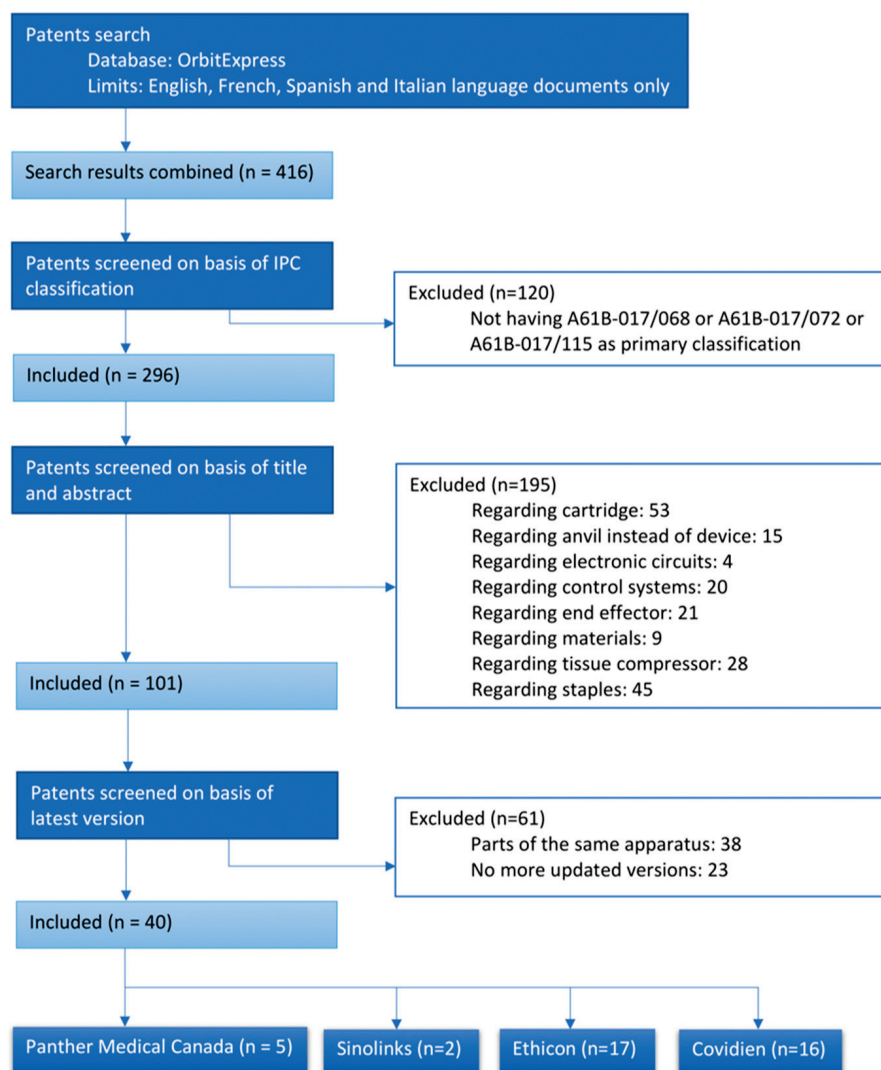 Patents search
Database: OrbitExpress
Limits: English, French, Spanish and Italian language documents only
Search results combined (n = 416)
Patents screened on basis of IPC
classification
Excluded (n=120)
Not having A61B-017/068 or A61B-017/072 or
A61B-017/115 as primary classification
Included (n = 296)
Patents screened on basis of title
and abstract
Excluded (n=195)
Regarding cartridge: 53
Regarding anvil instead of device: 15
Regarding electronic circuits: 4
Regarding control systems: 20
Regarding end effector: 21
Regarding materials: 9
Regarding tissue compressor: 28
Regarding staples: 45
Included (n = 101)
Patents screened on basis of
latest version
Excluded (n=61)
Parts of the same apparatus: 38
No more updated versions: 23
Included (n = 40)
Panther Medical Canada (n = 5)
Sinolinks (n=2)
Ethicon (n=17)
Covidien (n=16)